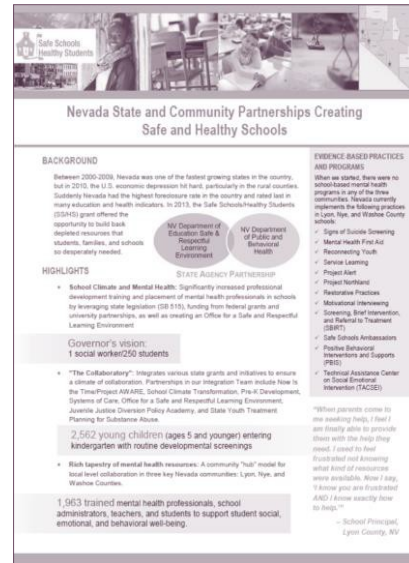 Safe Schools
Healthy Students
Nevada State and Community Partnerships Creating
Safe and Healthy Schools
BACKGROUND
Between 2000-2009, Nevada was one of the fastest growing states in the country,
but in 2010, the U.S. economic depression hit hard, particularly in the rural counties.
Suddenly Nevada had the highest foreclosure rate in the country and rated last in
many education and health indicators. In 2013, the Safe Schools/Healthy Students
(SS/HS) grant offered the
opportunity to build back
depleted resources that
students, families, and schools
so desperately needed.
NV Department of
Education Safe &
Respectful
Learning
Environment
NV Department
of Public and
Behavioral
Health
STATE AGENCY PARTNERSHIP
HIGHLIGHTS
School Climate and Mental Health: Significantly increased professional
development training and placement of mental health professionals in schools
by leveraging state legislation (SB 515), funding from federal grants and
university partnerships, as well as creating an Office for a Safe and Respectful
Learning Environment
Governor's vision:
1 social worker/250 students
"The Collaboratory": Integrates various state grants and initiatives to ensure
a climate of collaboration. Partnerships in our Integration Team include Now Is
the Time/Project AWARE, School Climate Transformation, Pre-K Development,
Systems of Care, Office for a Safe and Respectful Learning Environment,
Juvenile Justice Diversion Policy Academy, and State Youth Treatment
Planning for Substance Abuse.
2,562 young children (ages 5 and younger) entering
kindergarten with routine developmental screenings
Rich tapestry of mental health resources: A community "hub" model for
local level collaboration in three key Nevada communities: Lyon, Nye, and
Washoe Counties.
1,963 trained mental health professionals, school
administrators, teachers, and students to support student social,
emotional, and behavioral well-being.
EVIDENCE-BASED PRACTICES
AND PROGRAMS
When we started, there were no
school-based mental health
programs in any of the three
communities. Nevada currently
implements the following practices
in Lyon, Nye, and Washoe County
schools:
✓ Signs of Suicide Screening
✓ Mental Health First Aid
✓ Reconnecting Youth
✓ Service Learning
✓ Project Alert
✓ Project Northland
✓ Restorative Practices
✓ Motivational Interviewing
✓ Screening, Brief Intervention,
and Referral to Treatment
(SBIRT)
✓ Safe Schools Ambassadors
✓ Positive Behavioral
Interventions and Supports
(PBIS)
✓ Technical Assistance Center
on Social Emotional
Intervention (TACSEI)
"When parents come to
me seeking help, I feel I
am finally able to provide
them with the help they
need. I used to feel
frustrated not knowing
what kind of resources
were available. Now I say,
'I know you are frustrated
AND I know exactly how
to help.'"
– School Principal,
Lyon County, NV